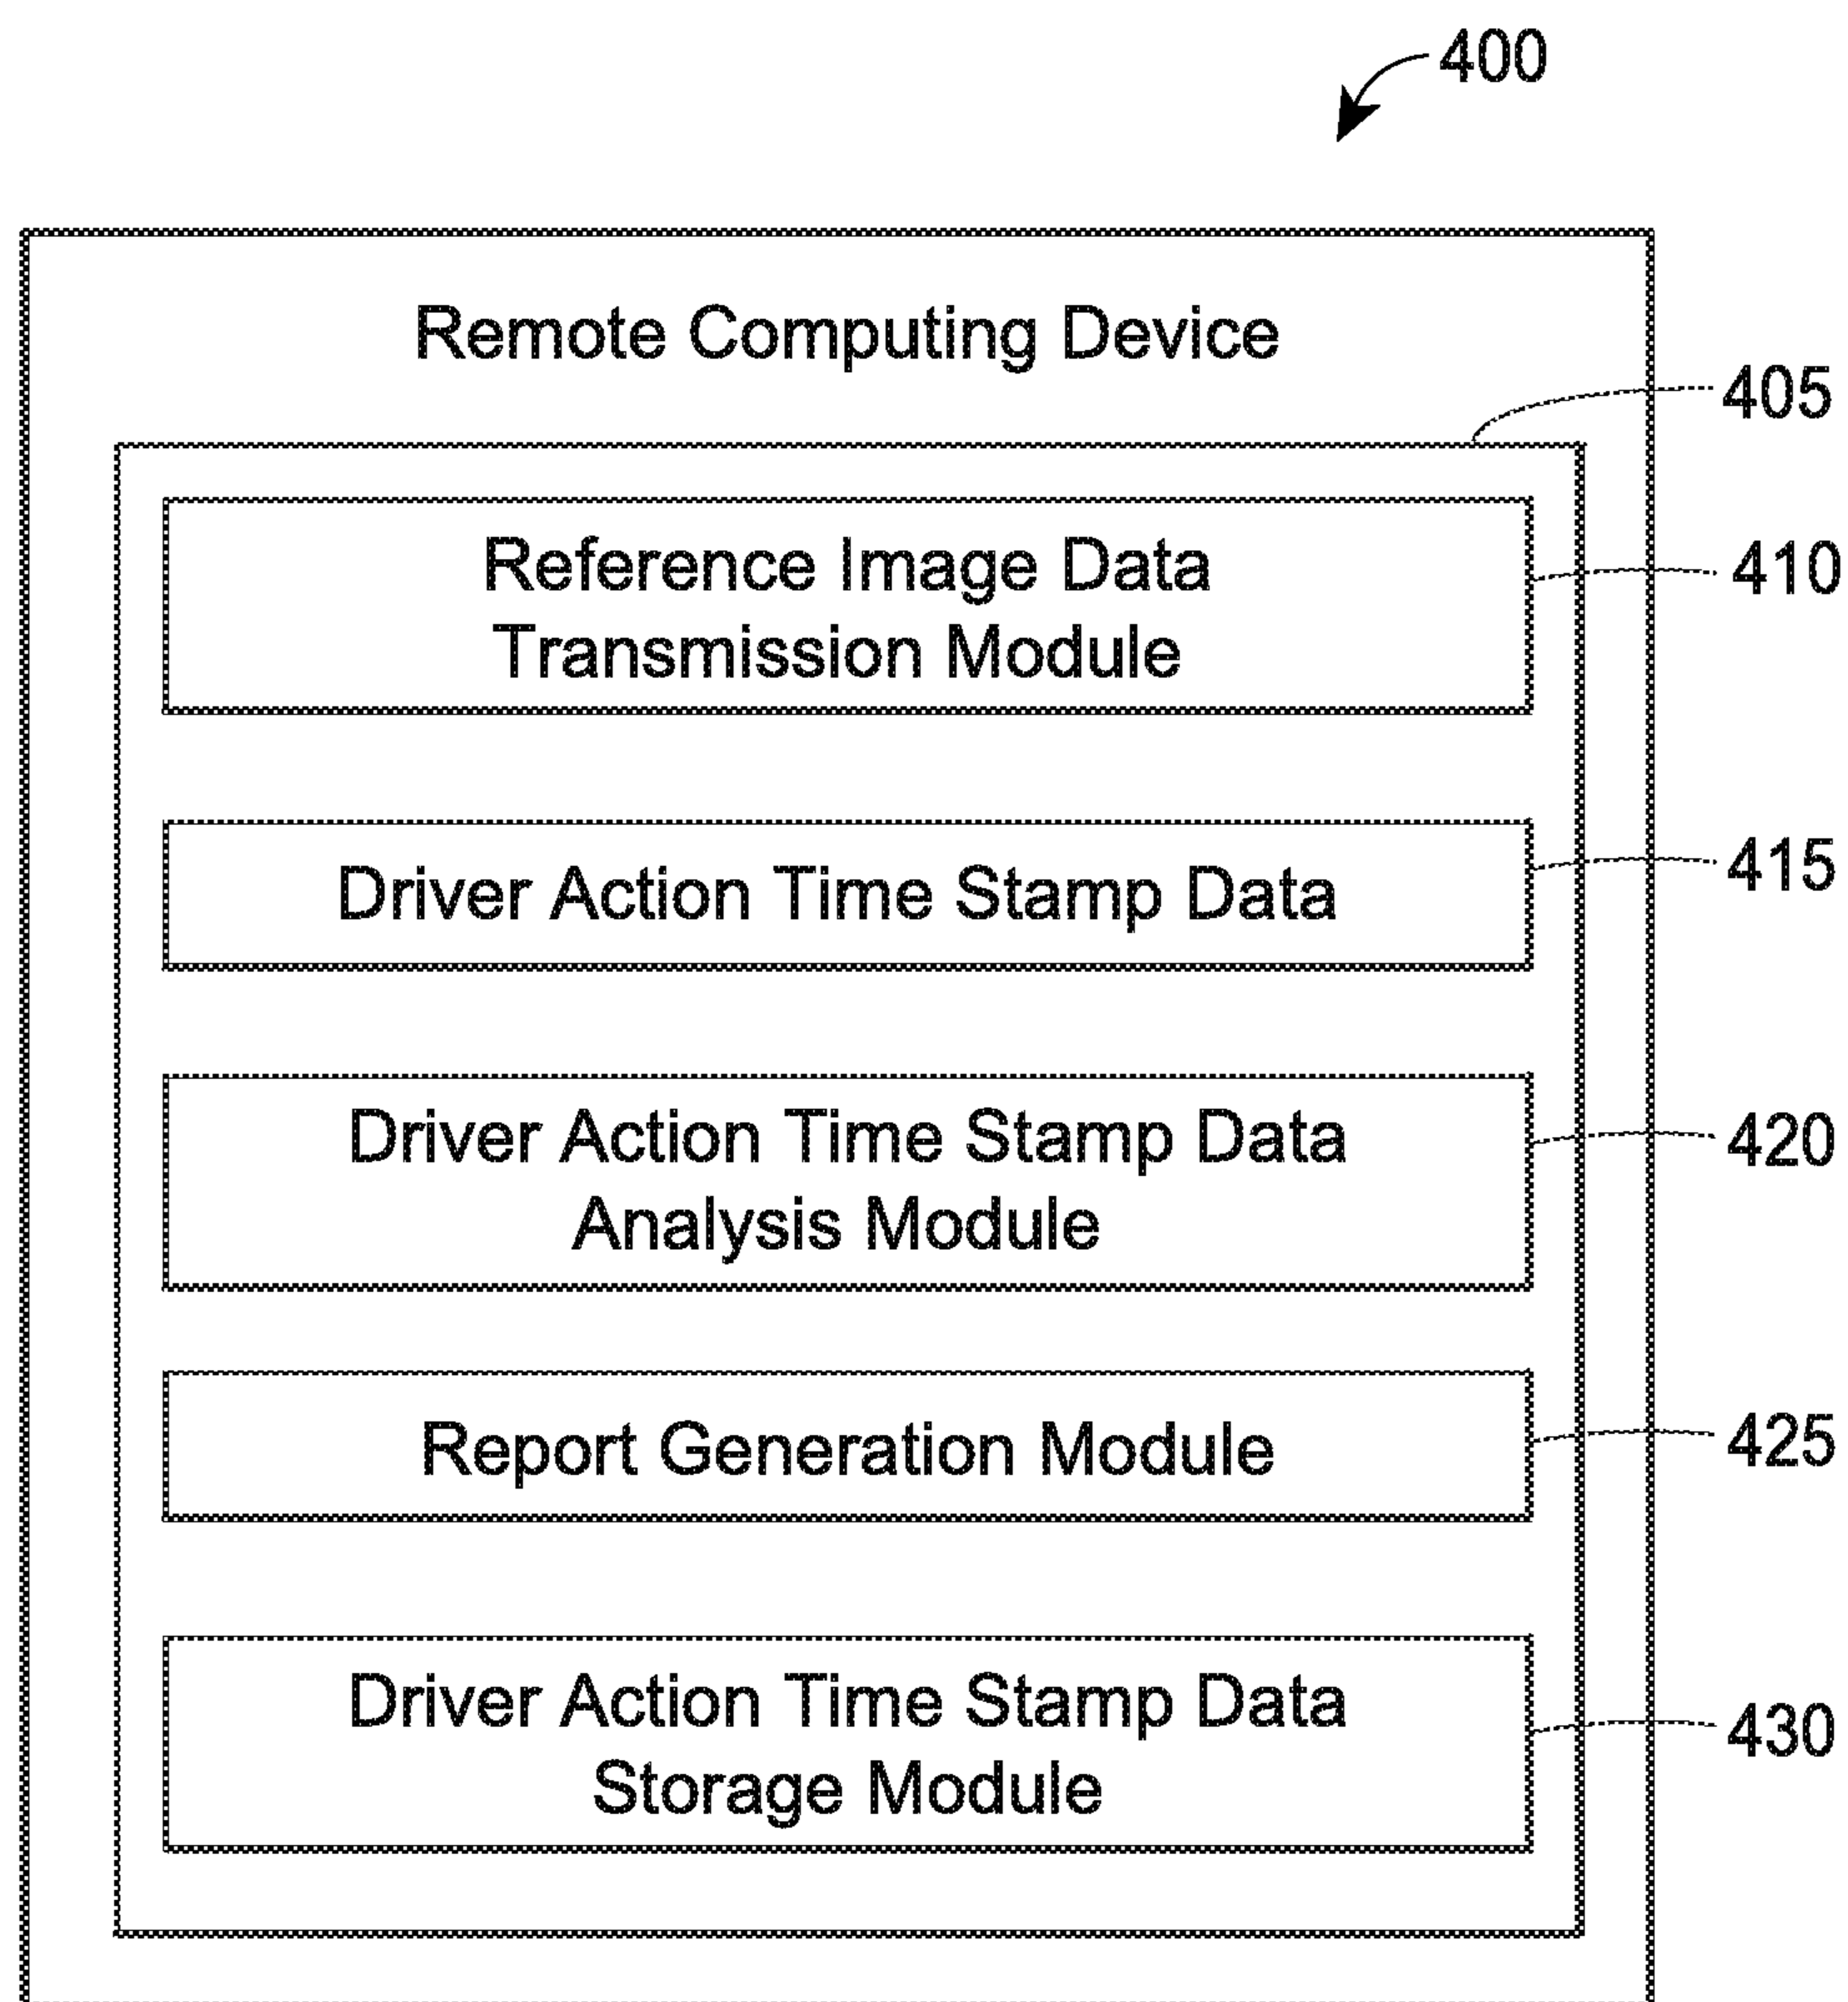 400
Remote Computing Device
405
Reference Image Data
Transmission Module
410
Driver Action Time Stamp Data
415
Driver Action Time Stamp Data
Analysis Module
420
Report Generation Module
425
Driver Action Time Stamp Data
Storage Module
430